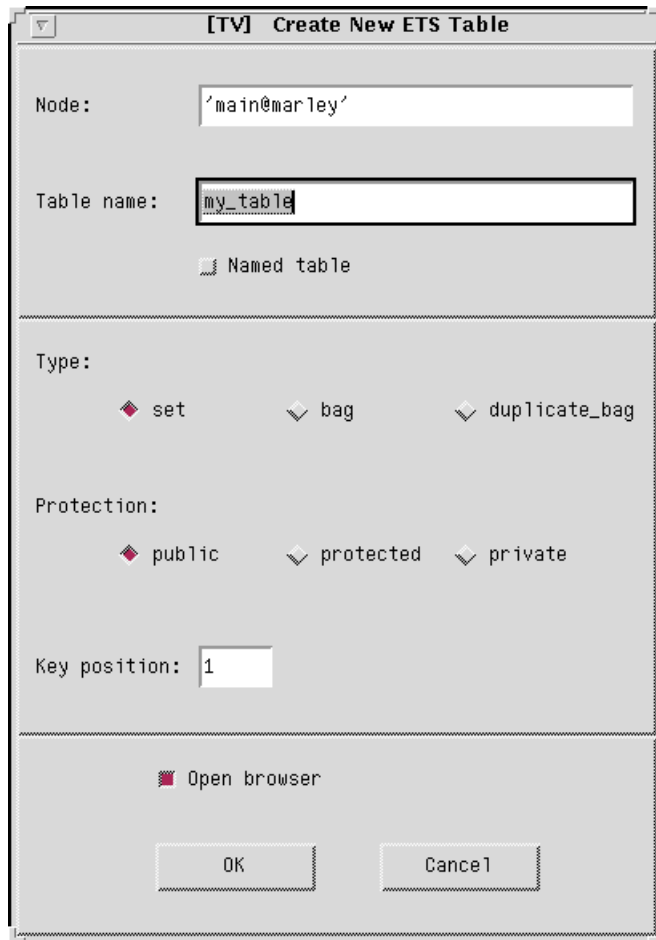 [TV] Create New ETS Table
Node: 'main@marley'
Table name: my_table
Named table
Type:
set bag duplicate_bag
Protection:
public protected private
Key position: 1
Open browser
OK Cancel